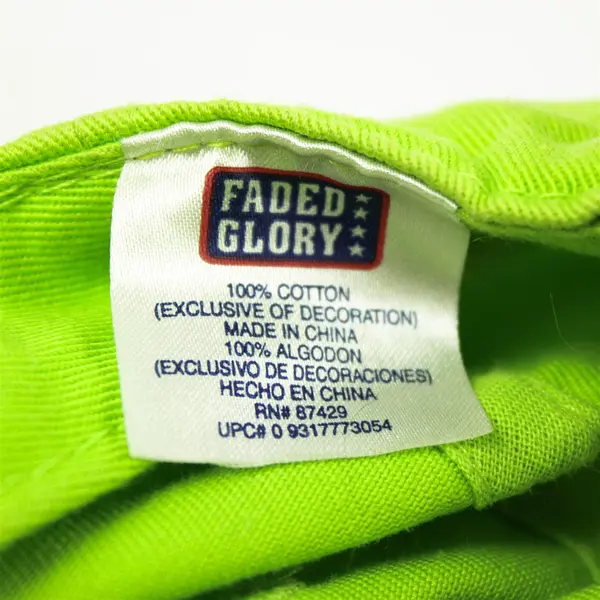 FADED
GLORY
100% COTTON
(EXCLUSIVE OF DECORATION)
MADE IN CHINA
100% ALGODON
(EXCLUSIVO DE DECORACIONES)
HECHO EN CHINA
RN# 87429
UPC# 0 9317773054